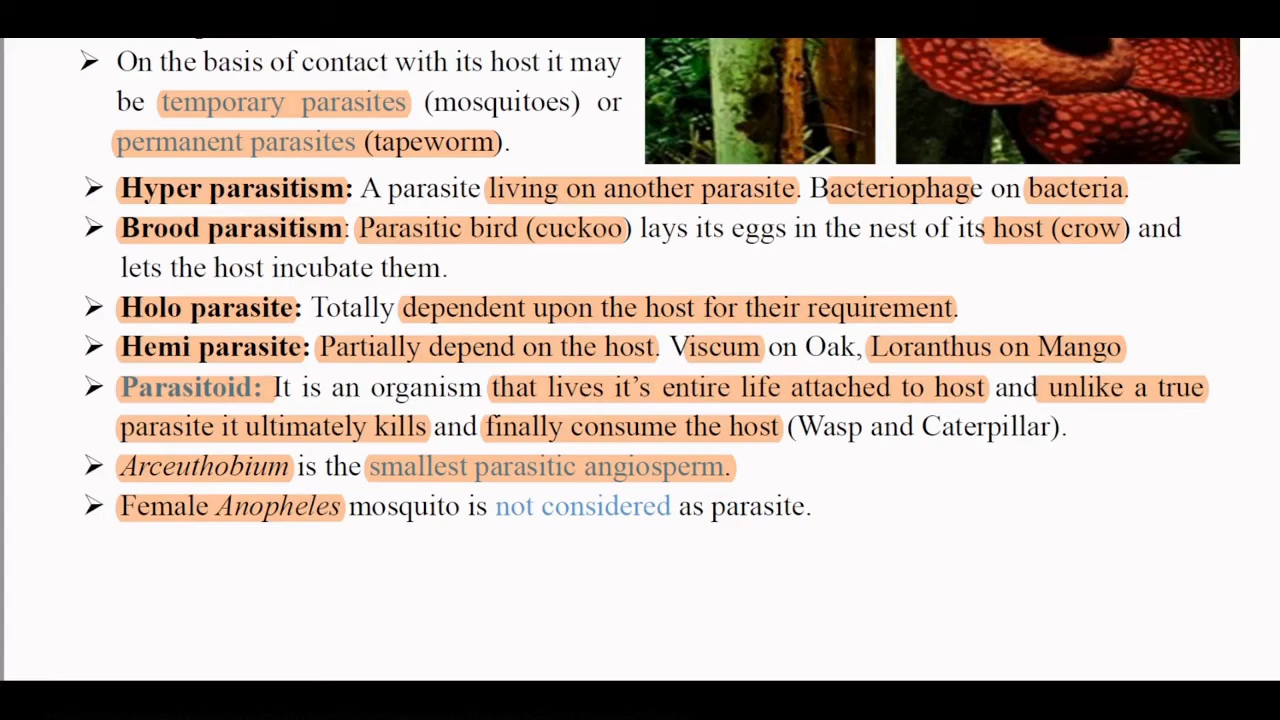 ➢ On the basis of contact with its host it may
be temporary parasites (mosquitoes) or
permanent parasites (tapeworm).
➢ Hyper parasitism: A parasite living on another parasite. Bacteriophage on bacteria.
➢ Brood parasitism: Parasitic bird (cuckoo) lays its eggs in the nest of its host (crow) and
lets the host incubate them.
➢ Holo parasite: Totally dependent upon the host for their requirement.
➢ Hemi parasite: Partially depend on the host. Viscum on Oak, Loranthus on Mango
➢ Parasitoid: It is an organism that lives it’s entire life attached to host and unlike a true
parasite it ultimately kills and finally consume the host (Wasp and Caterpillar).
➢ Arceuthobium is the smallest parasitic angiosperm.
➢ Female Anopheles mosquito is not considered as parasite.